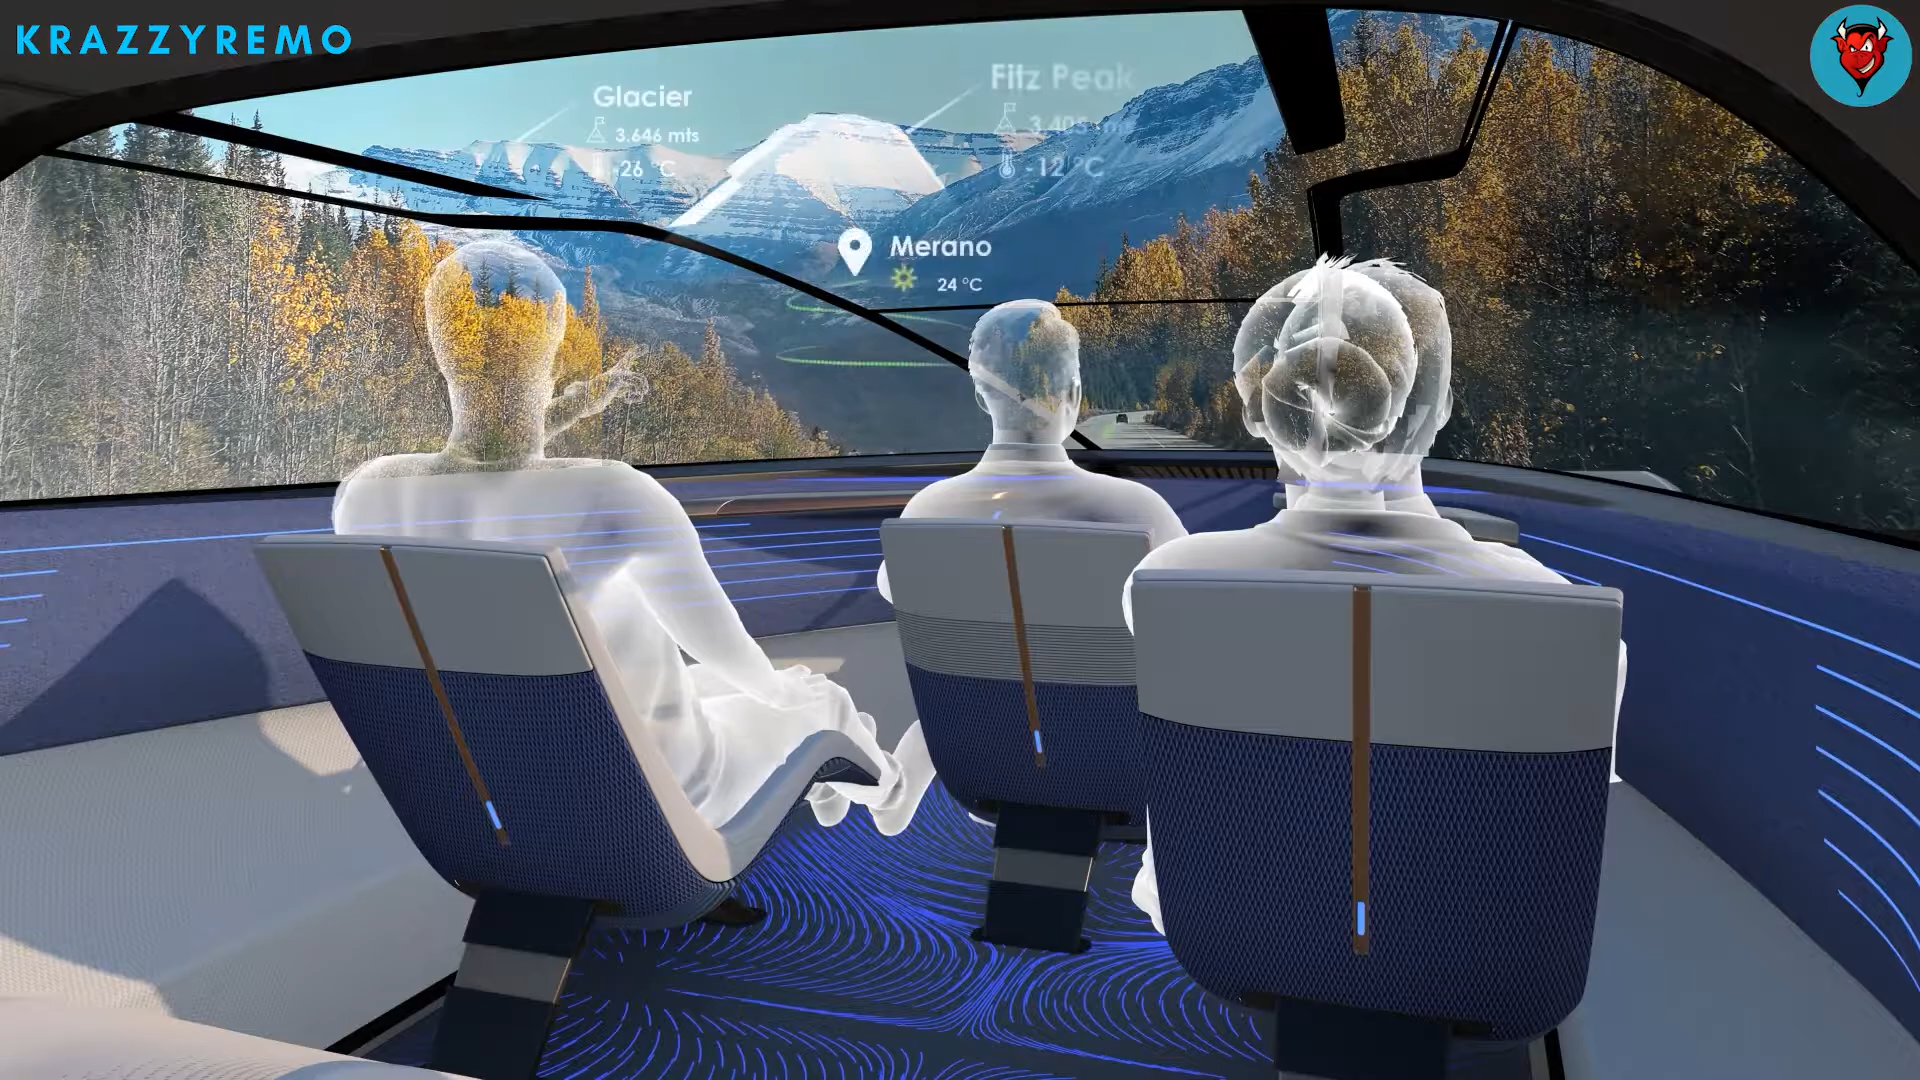 KRAZZYREMO
Glacier
3.646 mts
-26 °C
Fitz Peak
-12 °C
Merano
24 °C